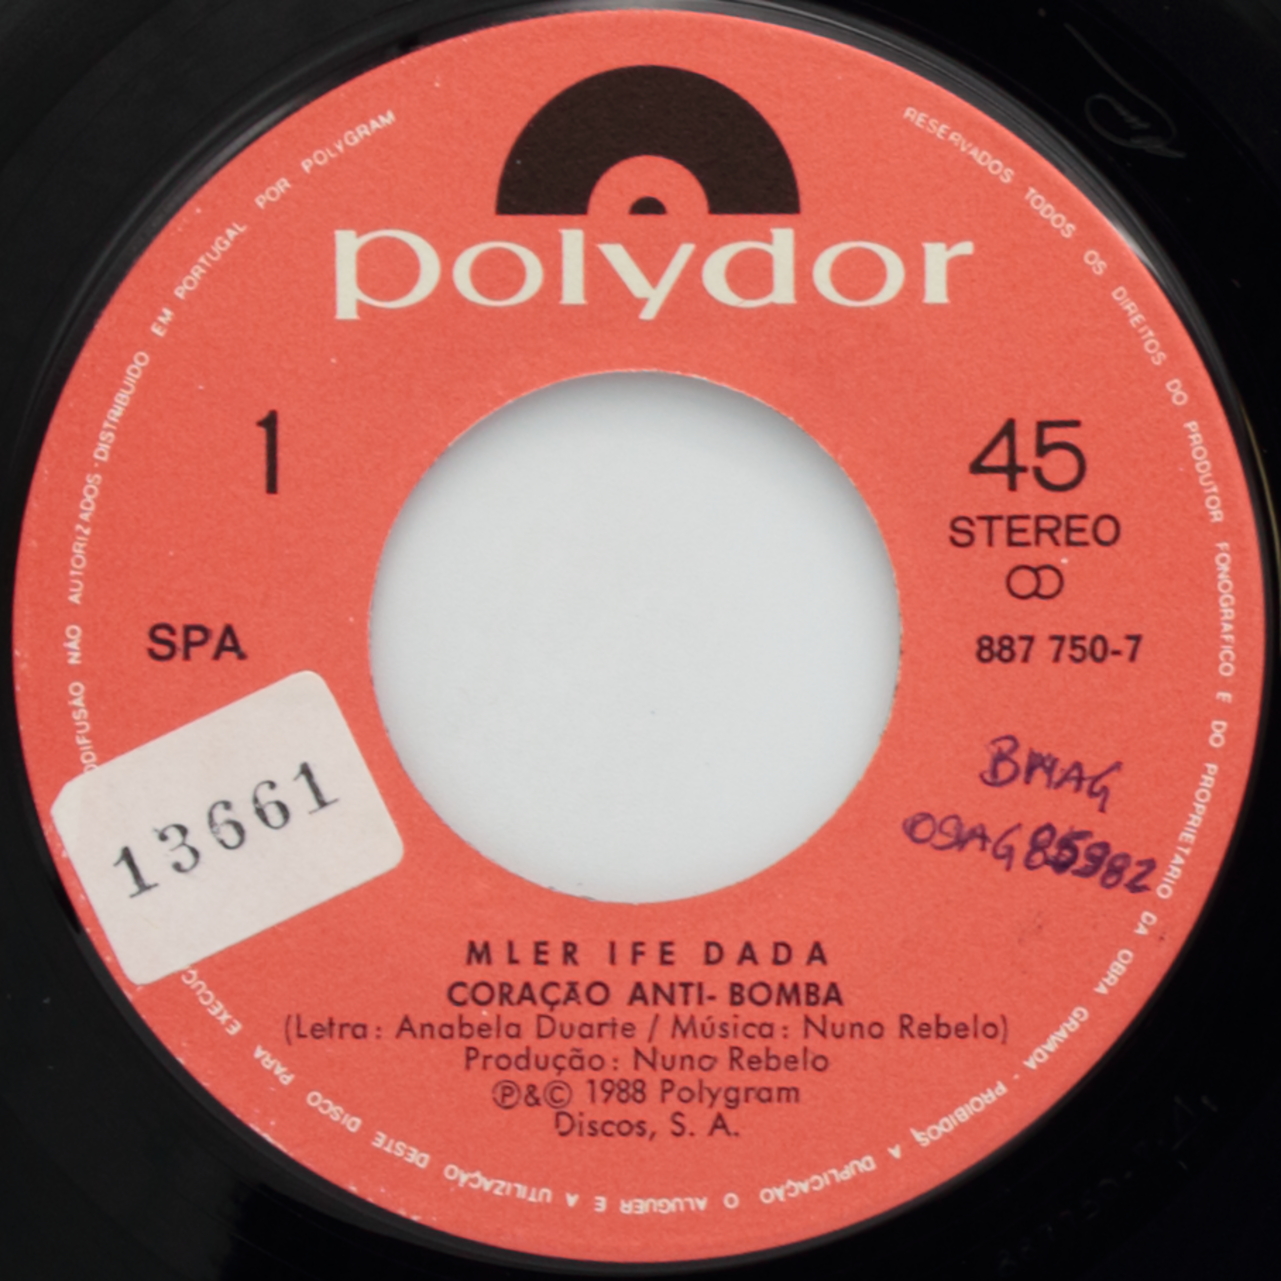 polydor
1
45
STEREO
SPA
887 750-7
13661
BMAG
MLER IFE DADA
CORAÇÃO ANTI-BOMBA
(Letra: Anabela Duarte / Música: Nuno Rebelo)
Produção: Nuno Rebelo
℗&© 1988 Polygram
Discos, S. A.
RESERVADOS TODOS OS DIREITOS DO PRODUTOR FONOGRAFICO E DO PROPRIETARIO DA OBRA GRAVADA · PROIBIDOS A DUPLICAÇÃO O ALUGUER E A UTILIZAÇÃO DESTE DISCO PARA NÃO AUTORIZADOS · DISTRIBUIDO EM PORTUGAL POR POLYGRAM